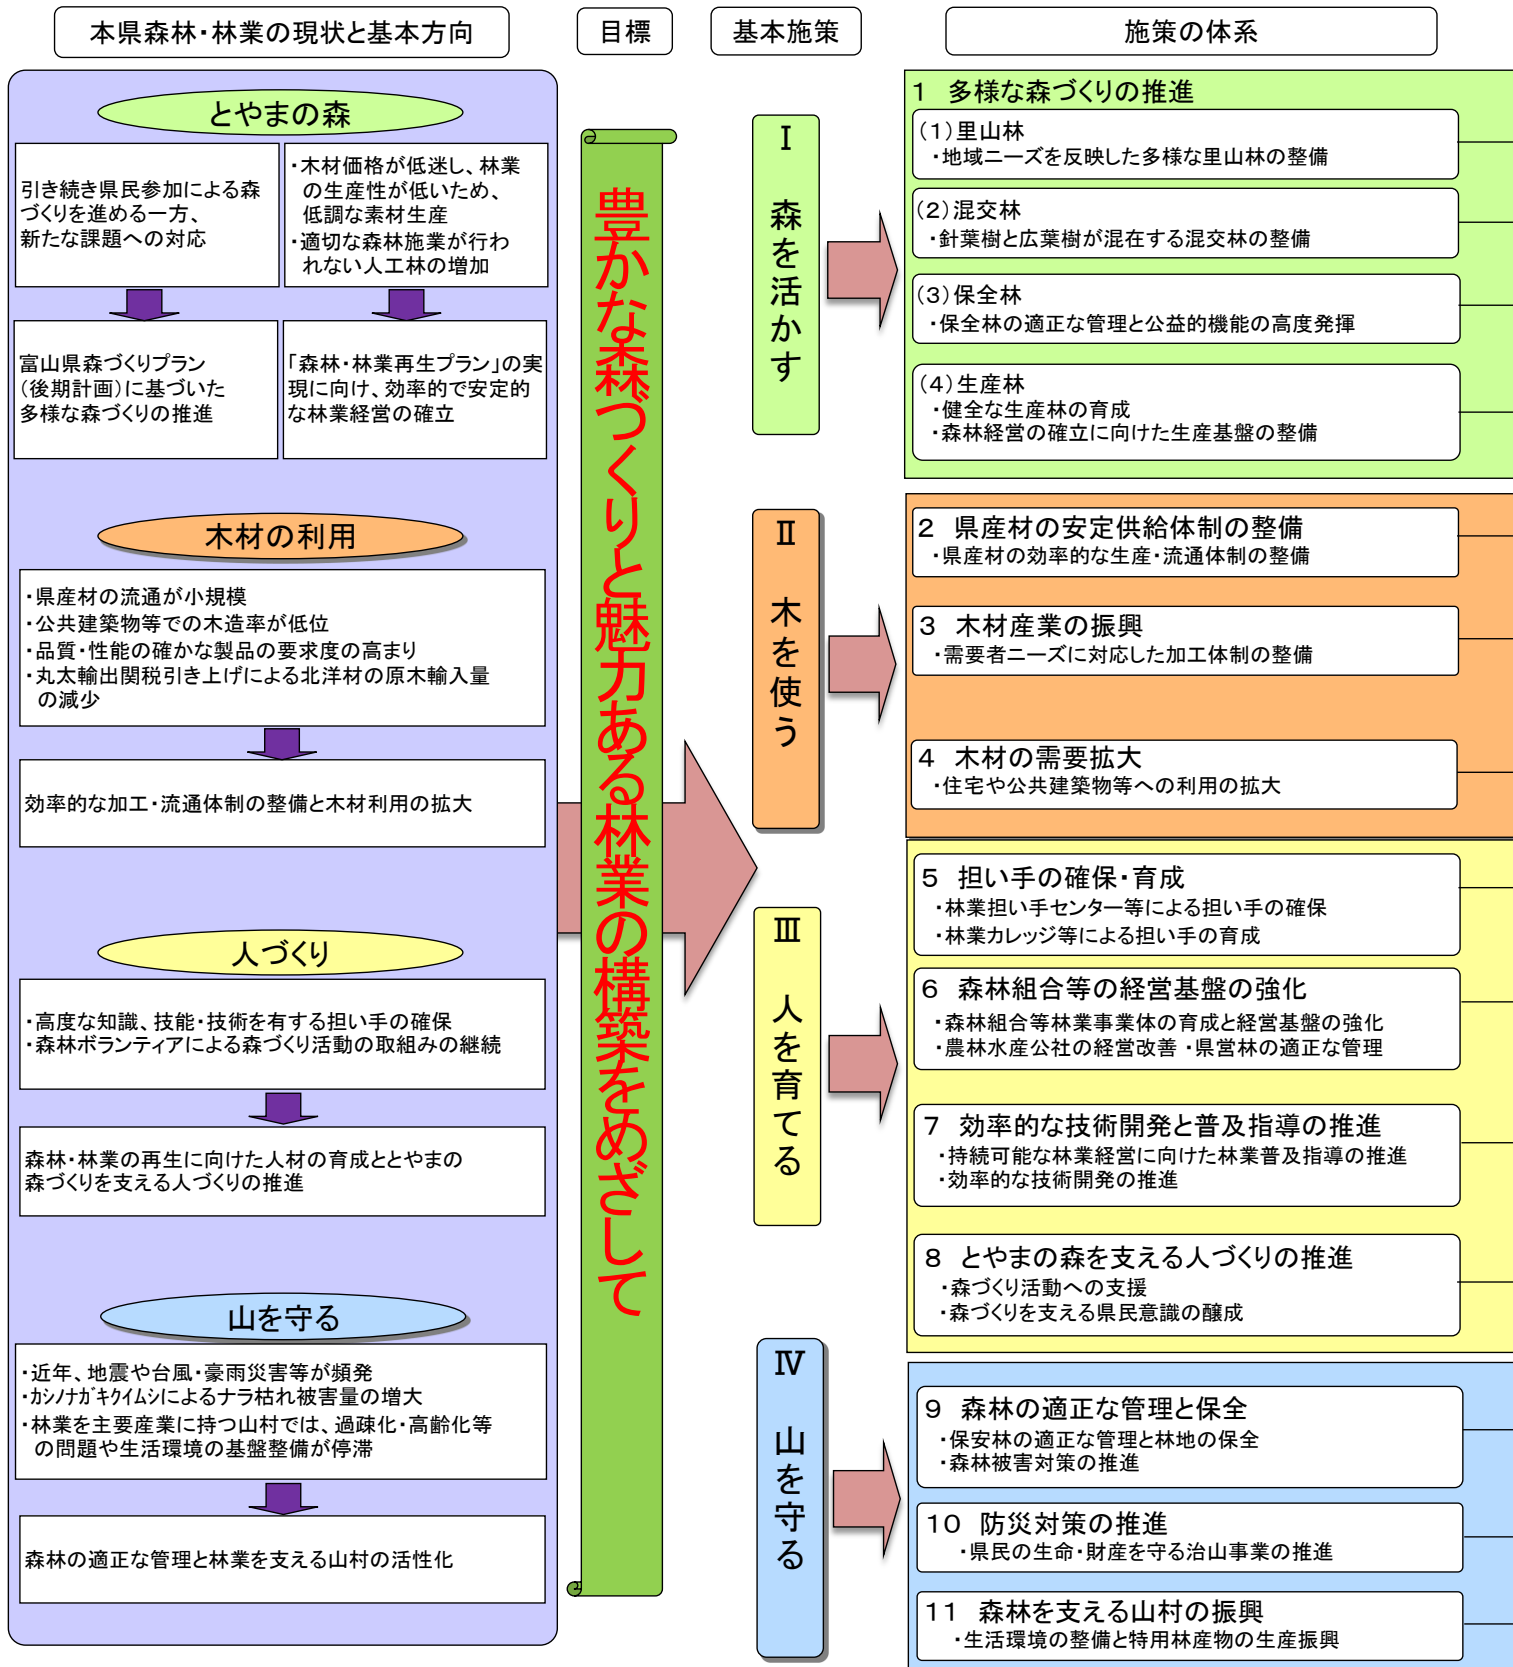 本県森林・林業の現状と基本方向
目標
基本施策
施策の体系
とやまの森
引き続き県民参加による森
づくりを進める一方、
新たな課題への対応
・木材価格が低迷し、林業
の生産性が低いため、
低調な素材生産
・適切な森林施業が行わ
れない人工林の増加
富山県森づくりプラン
(後期計画)に基づいた
多様な森づくりの推進
「森林・林業再生プラン」の実
現に向け、効率的で安定的
な林業経営の確立
木材の利用
・県産材の流通が小規模
・公共建築物等での木造率が低位
・品質・性能の確かな製品の要求度の高まり
・丸太輸出関税引き上げによる北洋材の原木輸入量
の減少
効率的な加工・流通体制の整備と木材利用の拡大
人づくり
・高度な知識、技能・技術を有する担い手の確保
・森林ボランティアによる森づくり活動の取組みの継続
森林・林業の再生に向けた人材の育成ととやまの
森づくりを支える人づくりの推進
山を守る
・近年、地震や台風・豪雨災害等が頻発
・ｶｼﾉﾅｶﾞｷｸｲﾑｼによるナラ枯れ被害量の増大
・林業を主要産業に持つ山村では、過疎化・高齢化等
の問題や生活環境の基盤整備が停滞
森林の適正な管理と林業を支える山村の活性化
豊かな森づくりと魅力ある林業の構築をめざして
Ⅰ 森を活かす
Ⅱ 木を使う
Ⅲ 人を育てる
Ⅳ 山を守る
1 多様な森づくりの推進
(1)里山林
・地域ニーズを反映した多様な里山林の整備
(2)混交林
・針葉樹と広葉樹が混在する混交林の整備
(3)保全林
・保全林の適正な管理と公益的機能の高度発揮
(4)生産林
・健全な生産林の育成
・森林経営の確立に向けた生産基盤の整備
2 県産材の安定供給体制の整備
・県産材の効率的な生産・流通体制の整備
3 木材産業の振興
・需要者ニーズに対応した加工体制の整備
4 木材の需要拡大
・住宅や公共建築物等への利用の拡大
5 担い手の確保・育成
・林業担い手センター等による担い手の確保
・林業カレッジ等による担い手の育成
6 森林組合等の経営基盤の強化
・森林組合等林業事業体の育成と経営基盤の強化
・農林水産公社の経営改善 ・県営林の適正な管理
7 効率的な技術開発と普及指導の推進
・持続可能な林業経営に向けた林業普及指導の推進
・効率的な技術開発の推進
8 とやまの森を支える人づくりの推進
・森づくり活動への支援
・森づくりを支える県民意識の醸成
9 森林の適正な管理と保全
・保安林の適正な管理と林地の保全
・森林被害対策の推進
10 防災対策の推進
・県民の生命・財産を守る治山事業の推進
11 森林を支える山村の振興
・生活環境の整備と特用林産物の生産振興